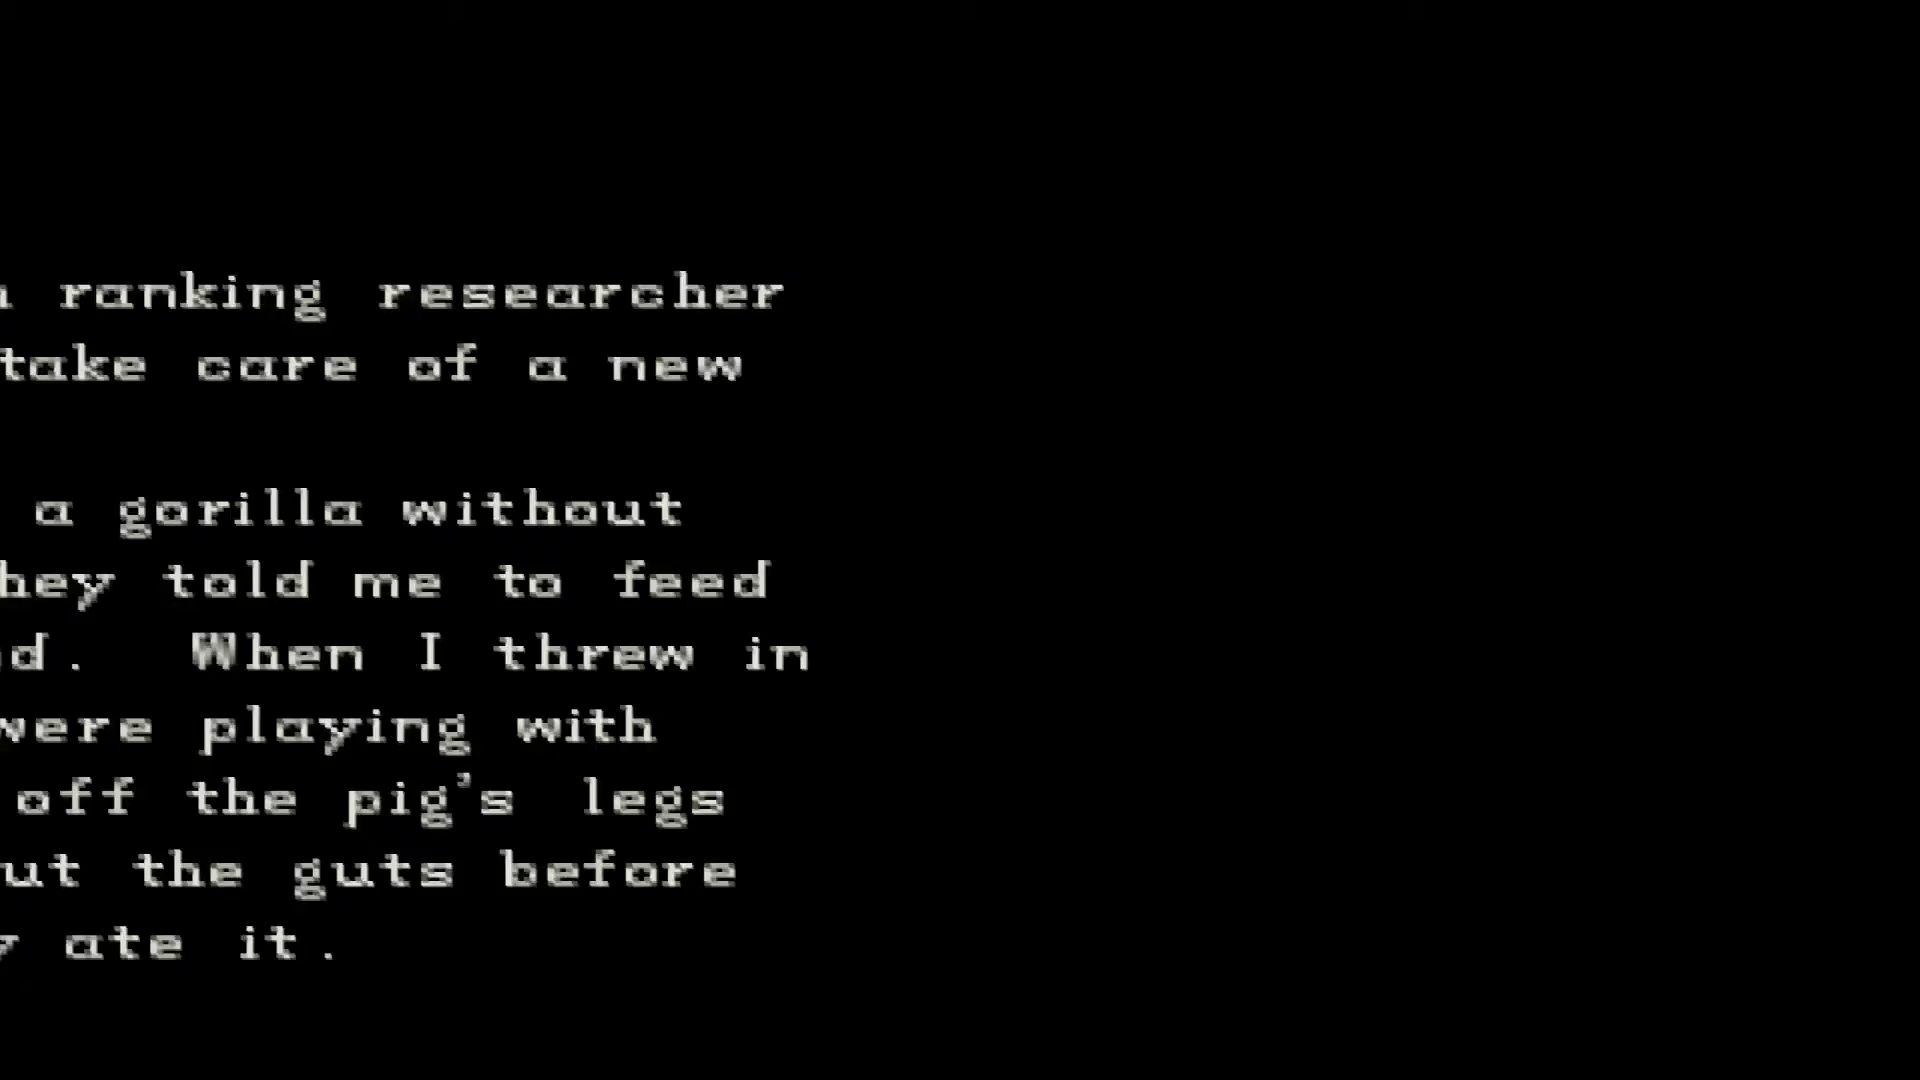 ranking researcher
take care of a new
a gorilla without
hey told me to feed
d. When I threw in
were playing with
off the pig's legs
ut the guts before
ate it.